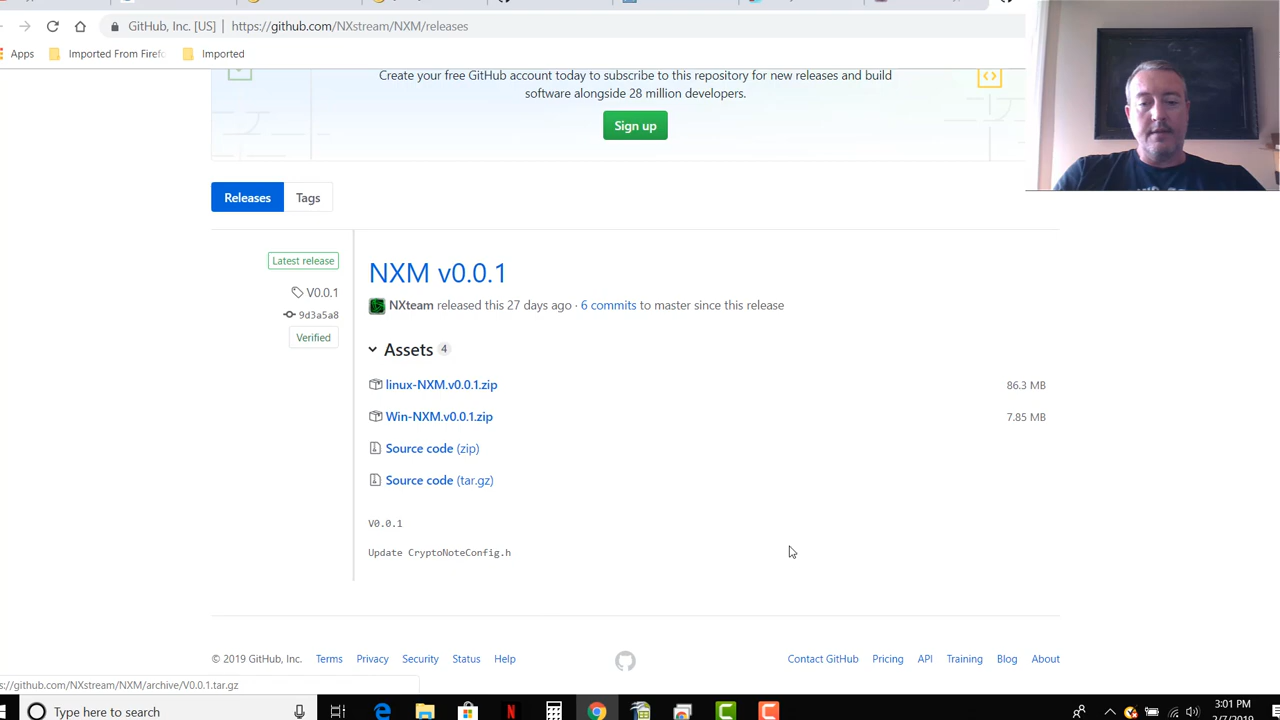 GitHub, Inc. [US] | https://github.com/NXstream/NXM/releases
Apps Imported From Firefo Imported
Create your free GitHub account today to subscribe to this repository for new releases and build
software alongside 28 million developers.
Sign up
Releases Tags
Latest release
V0.0.1
9d3a5a8
Verified
NXM v0.0.1
NXteam released this 27 days ago · 6 commits to master since this release
Assets 4
linux-NXM.v0.0.1.zip 86.3 MB
Win-NXM.v0.0.1.zip 7.85 MB
Source code (zip)
Source code (tar.gz)
V0.0.1
Update CryptoNoteConfig.h
© 2019 GitHub, Inc. Terms Privacy Security Status Help Contact GitHub Pricing API Training Blog About
s://github.com/NXstream/NXM/archive/V0.0.1.tar.gz
Type here to search 3:01 PM
2/7/2019